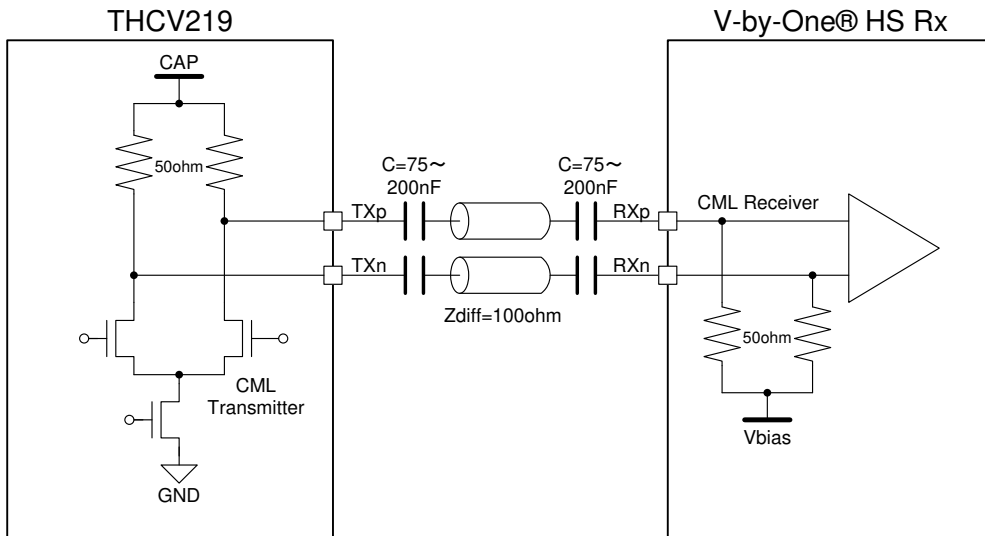 THCV219
V-by-One® HS Rx
CAP
50ohm
C=75～
200nF
C=75～
200nF
TXp
RXp
CML Receiver
TXn
RXn
Zdiff=100ohm
50ohm
CML
Transmitter
Vbias
GND